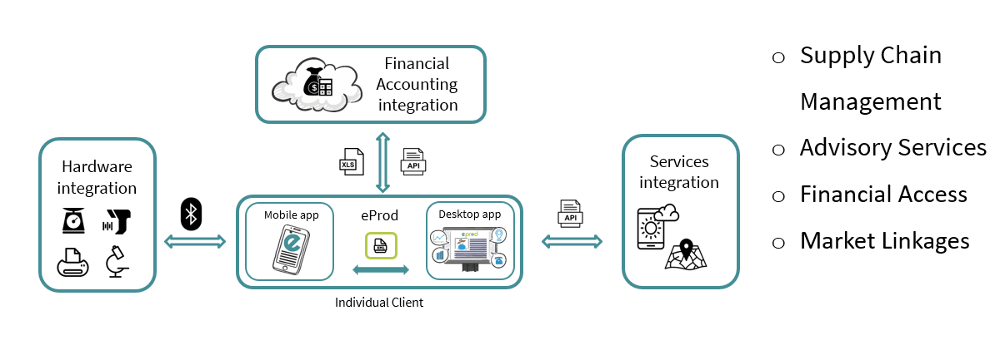 Financial
Accounting
integration
Hardware
integration
XLS
API
Services
integration
Mobile app
eProd
Desktop app
XML
eprod
API
Individual Client
o Supply Chain
Management
o Advisory Services
o Financial Access
o Market Linkages